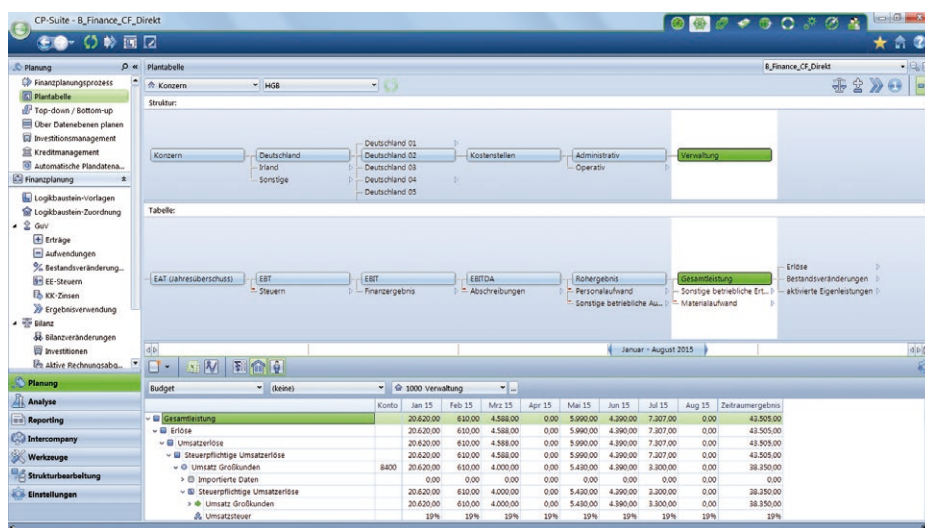 CP-Suite - B_Finance_CF_Direkt
Planung
Plantabelle
B_Finance_CF_Direkt
Finanzplanungsprozess
Plantabelle
Top-down / Bottom-up
Über Datenebenen planen
Investitionsmanagement
Kreditmanagement
Automatische Plandatena...
Finanzplanung
Logikbaustein-Vorlagen
Logikbaustein-Zuordnung
GuV
Erträge
Aufwendungen
Bestandsveränderung...
EE-Steuern
KK-Zinsen
Ergebnisverwendung
Bilanz
Bilanzveränderungen
Investitionen
Aktive Rechnungsabg...
Planung
Analyse
Reporting
Intercompany
Werkzeuge
Strukturbearbeitung
Einstellungen
Konzern HGB
Struktur:
Deutschland 01
Konzern Deutschland Deutschland 02 Kostenstellen Administrativ Verwaltung
Irland Deutschland 03 Operativ
Sonstige Deutschland 04
Deutschland 05
Tabelle:
Erlöse
EAT (Jahresüberschuss) EBT EBIT EBITDA Rohergebnis Gesamtleistung Bestandsveränderungen
Steuern Finanzergebnis Abschreibungen Personalaufwand Sonstige betriebliche Ert... aktivierte Eigenleistungen
Sonstige betriebliche Au... Materialaufwand
Januar - August 2015
Budget (keine) 1000 Verwaltung ...
Konto Jan 15 Feb 15 Mrz 15 Apr 15 Mai 15 Jun 15 Jul 15 Aug 15 Zeitraumergebnis
Gesamtleistung 20.620,00 610,00 4.588,00 0,00 5.990,00 4.390,00 7.307,00 0,00 43.505,00
Erlöse 20.620,00 610,00 4.588,00 0,00 5.990,00 4.390,00 7.307,00 0,00 43.505,00
Umsatzerlöse 20.620,00 610,00 4.588,00 0,00 5.990,00 4.390,00 7.307,00 0,00 43.505,00
Steuerpflichtige Umsatzerlöse 20.620,00 610,00 4.588,00 0,00 5.990,00 4.390,00 7.307,00 0,00 43.505,00
Umsatz Großkunden 8400 20.620,00 610,00 4.000,00 0,00 5.430,00 4.390,00 3.300,00 0,00 38.350,00
Importierte Daten 0,00 0,00 0,00 0,00 0,00 0,00 0,00 0,00 0,00
Steuerpflichtige Umsatzerlöse 20.620,00 610,00 4.000,00 0,00 5.430,00 4.390,00 3.300,00 0,00 38.350,00
Umsatz Großkunden 20.620,00 610,00 4.000,00 0,00 5.430,00 4.390,00 3.300,00 0,00 38.350,00
Umsatzsteuer 19% 19% 19% 19% 19% 19% 19% 19% 19%